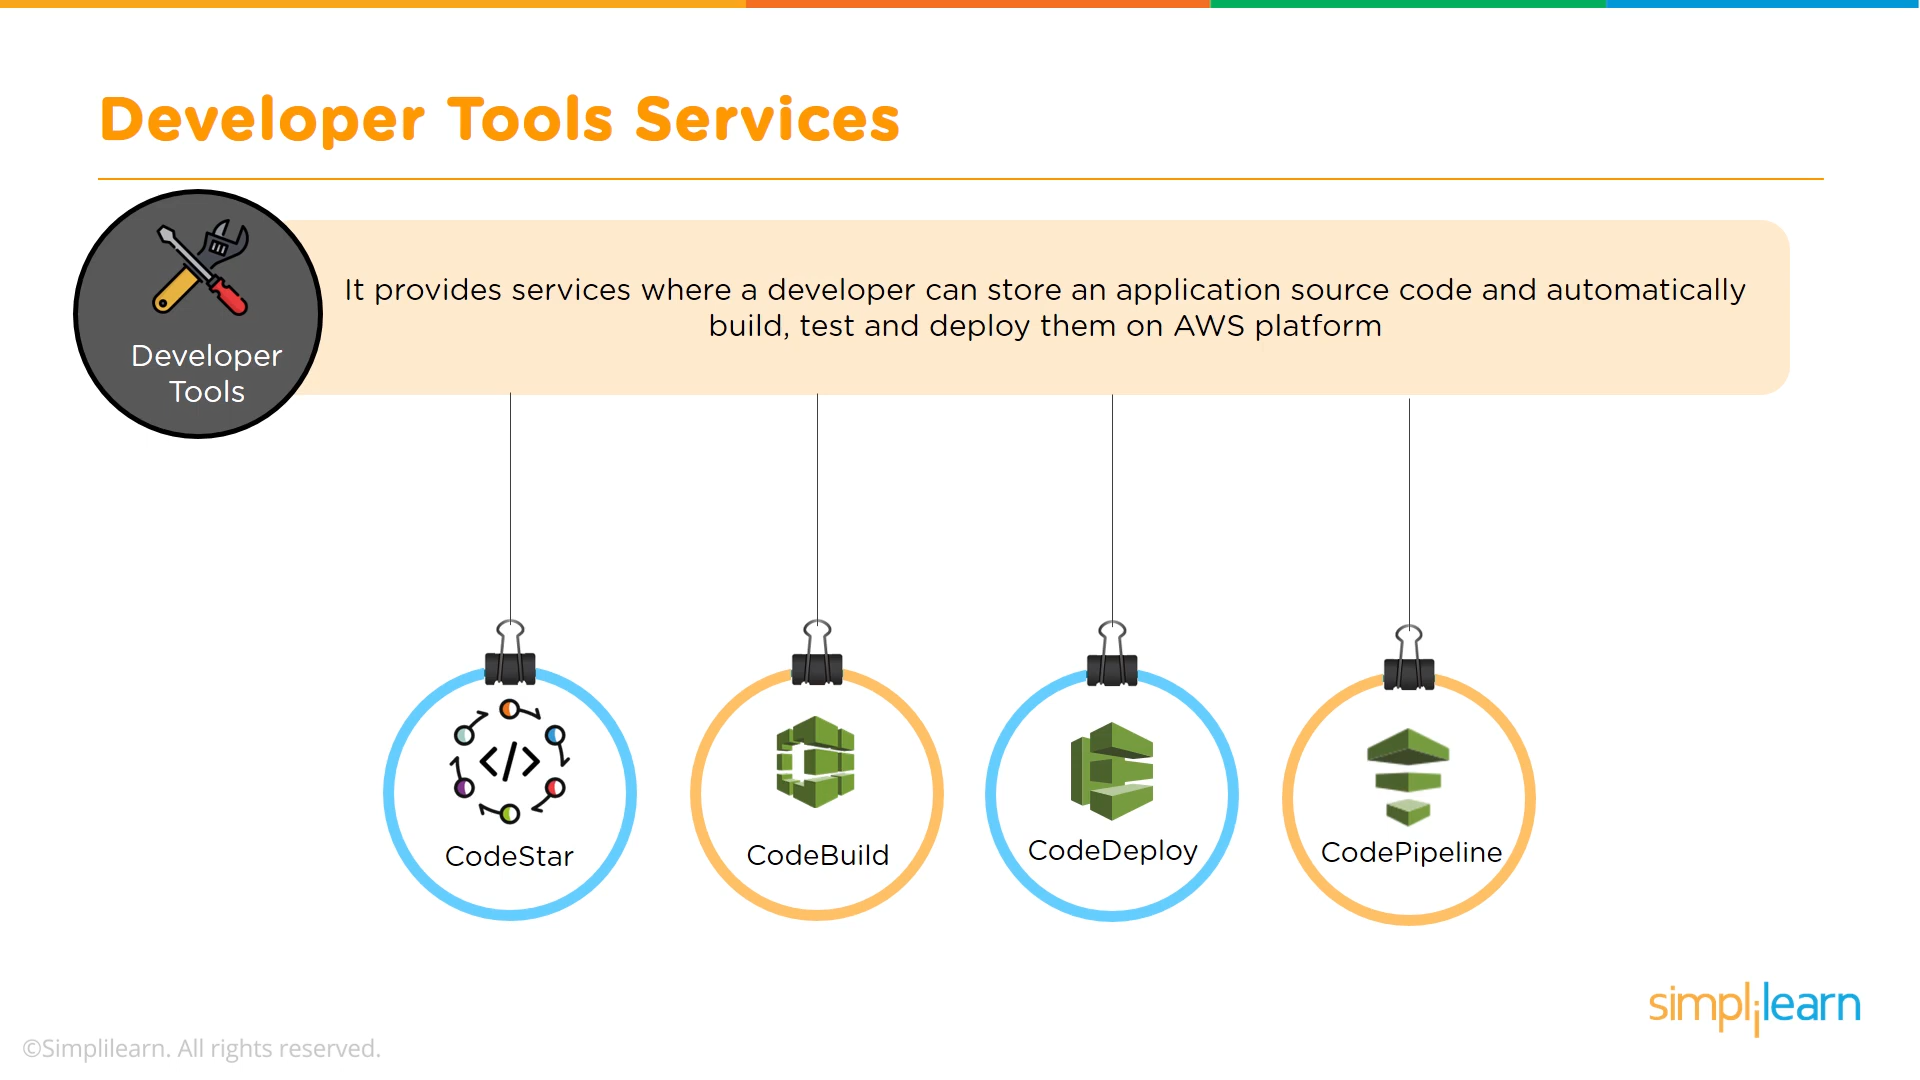 Developer Tools Services
It provides services where a developer can store an application source code and automatically
build, test and deploy them on AWS platform
Developer
Tools
</>
CodeStar
CodeBuild
CodeDeploy
CodePipeline
simplilearn
©Simplilearn. All rights reserved.